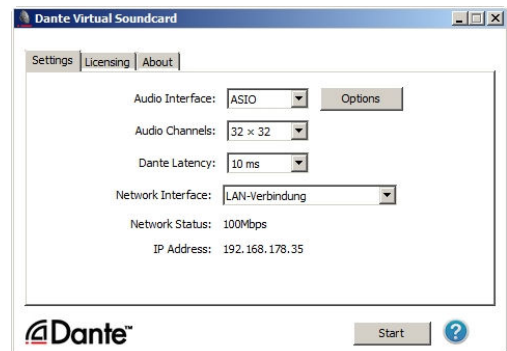 Dante Virtual Soundcard
Settings Licensing About
Audio Interface: ASIO Options
Audio Channels: 32 × 32
Dante Latency: 10 ms
Network Interface: LAN-Verbindung
Network Status: 100Mbps
IP Address: 192.168.178.35
Dante™ Start ?